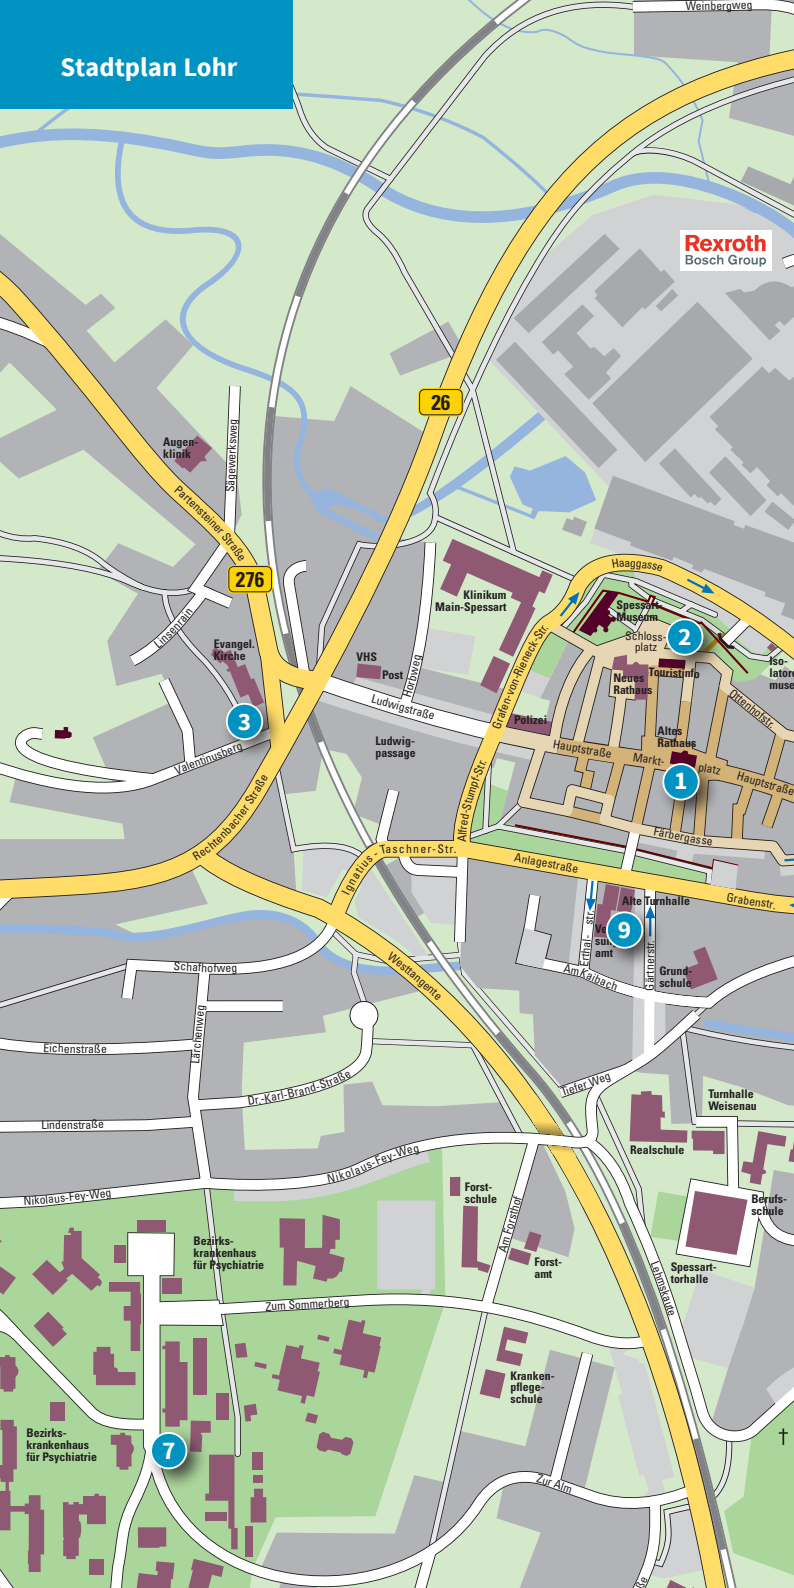 Weinbergweg
Stadtplan Lohr
Rexroth
Bosch Group
26
Augen-
klinik
Sägewerksweg
Partensteiner Straße
276
Haaggasse
Klinikum
Main-Spessart
Spessart-
Museum
Schloss-
platz
2
Linsenrain
Evangel.
Kirche
VHS
Post
Horbweg
Grafen-von-Rieneck-Str.
Neues
Rathaus
Touristinfo
Iso-
latoren
muse
Ludwigstraße
Polizei
Ottenhofstr.
3
Valentinusberg
Ludwig-
passage
Hauptstraße
Altes
Rathaus
Markt-
platz
Hauptstraße
1
Rechtenbacher Straße
Alfred-Stumpf-Str.
Färbergasse
Ignatius - Taschner-Str.
Anlagestraße
Grabenstr.
Alte Turnhalle
9
amt
Erthal- str.
Gärtnerstr.
Grund-
schule
Am Kaibach
Westtangente
Schafhofweg
Lärchenweg
Eichenstraße
Dr.-Karl-Brand-Straße
Tiefer Weg
Lindenstraße
Turnhalle
Weisenau
Realschule
Nikolaus-Fey-Weg
Nikolaus-Fey-Weg
Forst-
schule
Berufs-
schule
Am Forsthof
Bezirks-
krankenhaus
für Psychiatrie
Forst-
amt
Spessart-
torhalle
Lehmskaute
Zum Sommerberg
Kranken-
pflege-
schule
Bezirks-
krankenhaus
für Psychiatrie
7
Zur Alm
ße